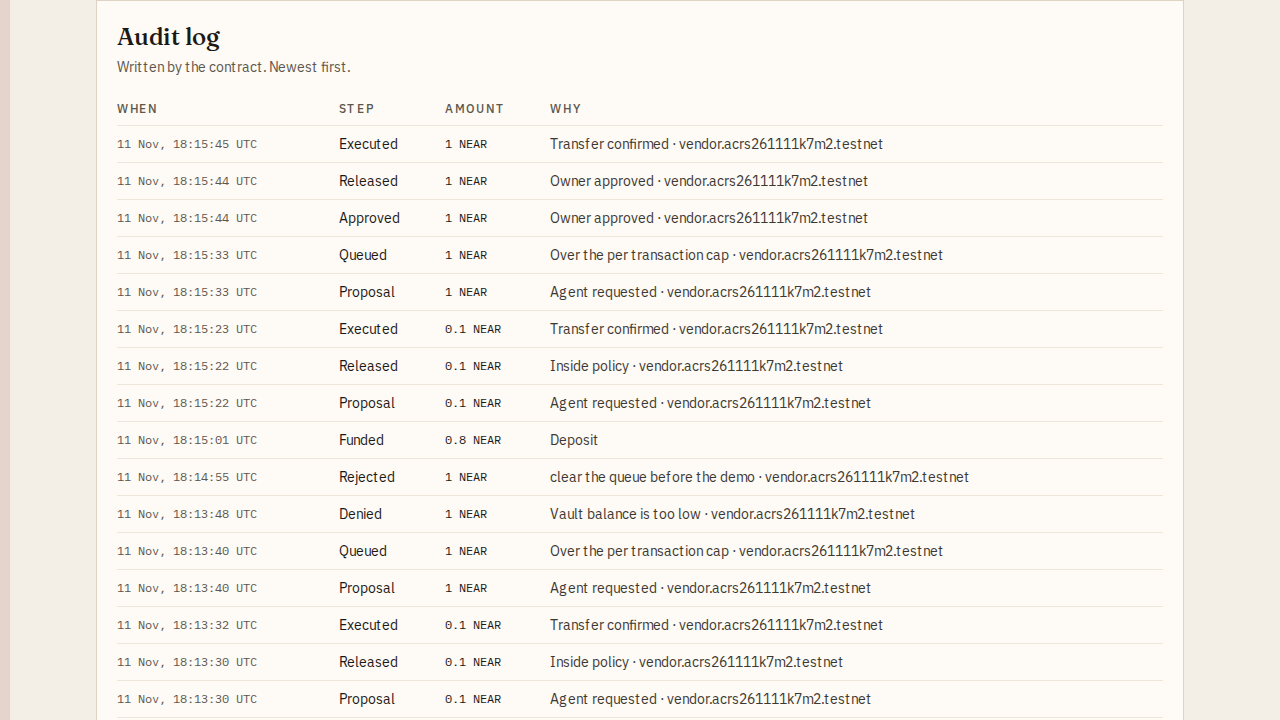 Audit log
Written by the contract. Newest first.
WHEN STEP AMOUNT WHY
11 Nov, 18:15:45 UTC Executed 1 NEAR Transfer confirmed · vendor.acrs261111k7m2.testnet
11 Nov, 18:15:44 UTC Released 1 NEAR Owner approved · vendor.acrs261111k7m2.testnet
11 Nov, 18:15:44 UTC Approved 1 NEAR Owner approved · vendor.acrs261111k7m2.testnet
11 Nov, 18:15:33 UTC Queued 1 NEAR Over the per transaction cap · vendor.acrs261111k7m2.testnet
11 Nov, 18:15:33 UTC Proposal 1 NEAR Agent requested · vendor.acrs261111k7m2.testnet
11 Nov, 18:15:23 UTC Executed 0.1 NEAR Transfer confirmed · vendor.acrs261111k7m2.testnet
11 Nov, 18:15:22 UTC Released 0.1 NEAR Inside policy · vendor.acrs261111k7m2.testnet
11 Nov, 18:15:22 UTC Proposal 0.1 NEAR Agent requested · vendor.acrs261111k7m2.testnet
11 Nov, 18:15:01 UTC Funded 0.8 NEAR Deposit
11 Nov, 18:14:55 UTC Rejected 1 NEAR clear the queue before the demo · vendor.acrs261111k7m2.testnet
11 Nov, 18:13:48 UTC Denied 1 NEAR Vault balance is too low · vendor.acrs261111k7m2.testnet
11 Nov, 18:13:40 UTC Queued 1 NEAR Over the per transaction cap · vendor.acrs261111k7m2.testnet
11 Nov, 18:13:40 UTC Proposal 1 NEAR Agent requested · vendor.acrs261111k7m2.testnet
11 Nov, 18:13:32 UTC Executed 0.1 NEAR Transfer confirmed · vendor.acrs261111k7m2.testnet
11 Nov, 18:13:30 UTC Released 0.1 NEAR Inside policy · vendor.acrs261111k7m2.testnet
11 Nov, 18:13:30 UTC Proposal 0.1 NEAR Agent requested · vendor.acrs261111k7m2.testnet